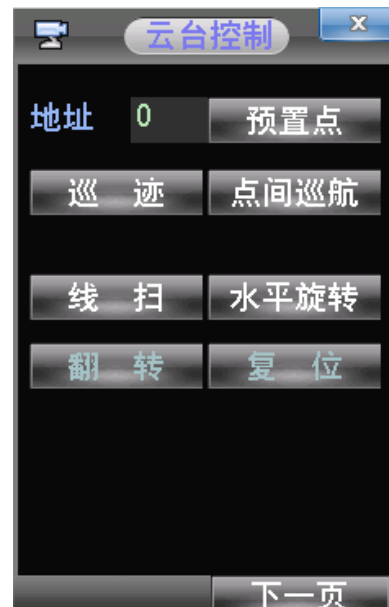 云台控制 x
地址 0 预置点
巡 迹 点间巡航
线 扫 水平旋转
翻 转 复 位
下一页